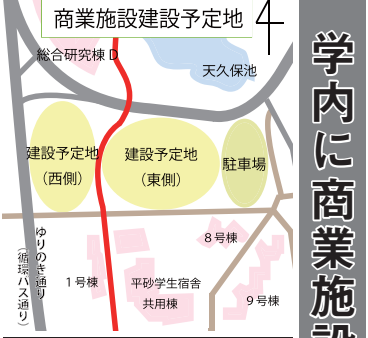 商業施設建設予定地
総合研究棟 D
天久保池
建設予定地
（西側）
建設予定地
（東側）
駐車場
ゆりのき通り
（循環バス通り）
１号棟
平砂学生宿舎
共用棟
８号棟
９号棟
学内に商業施